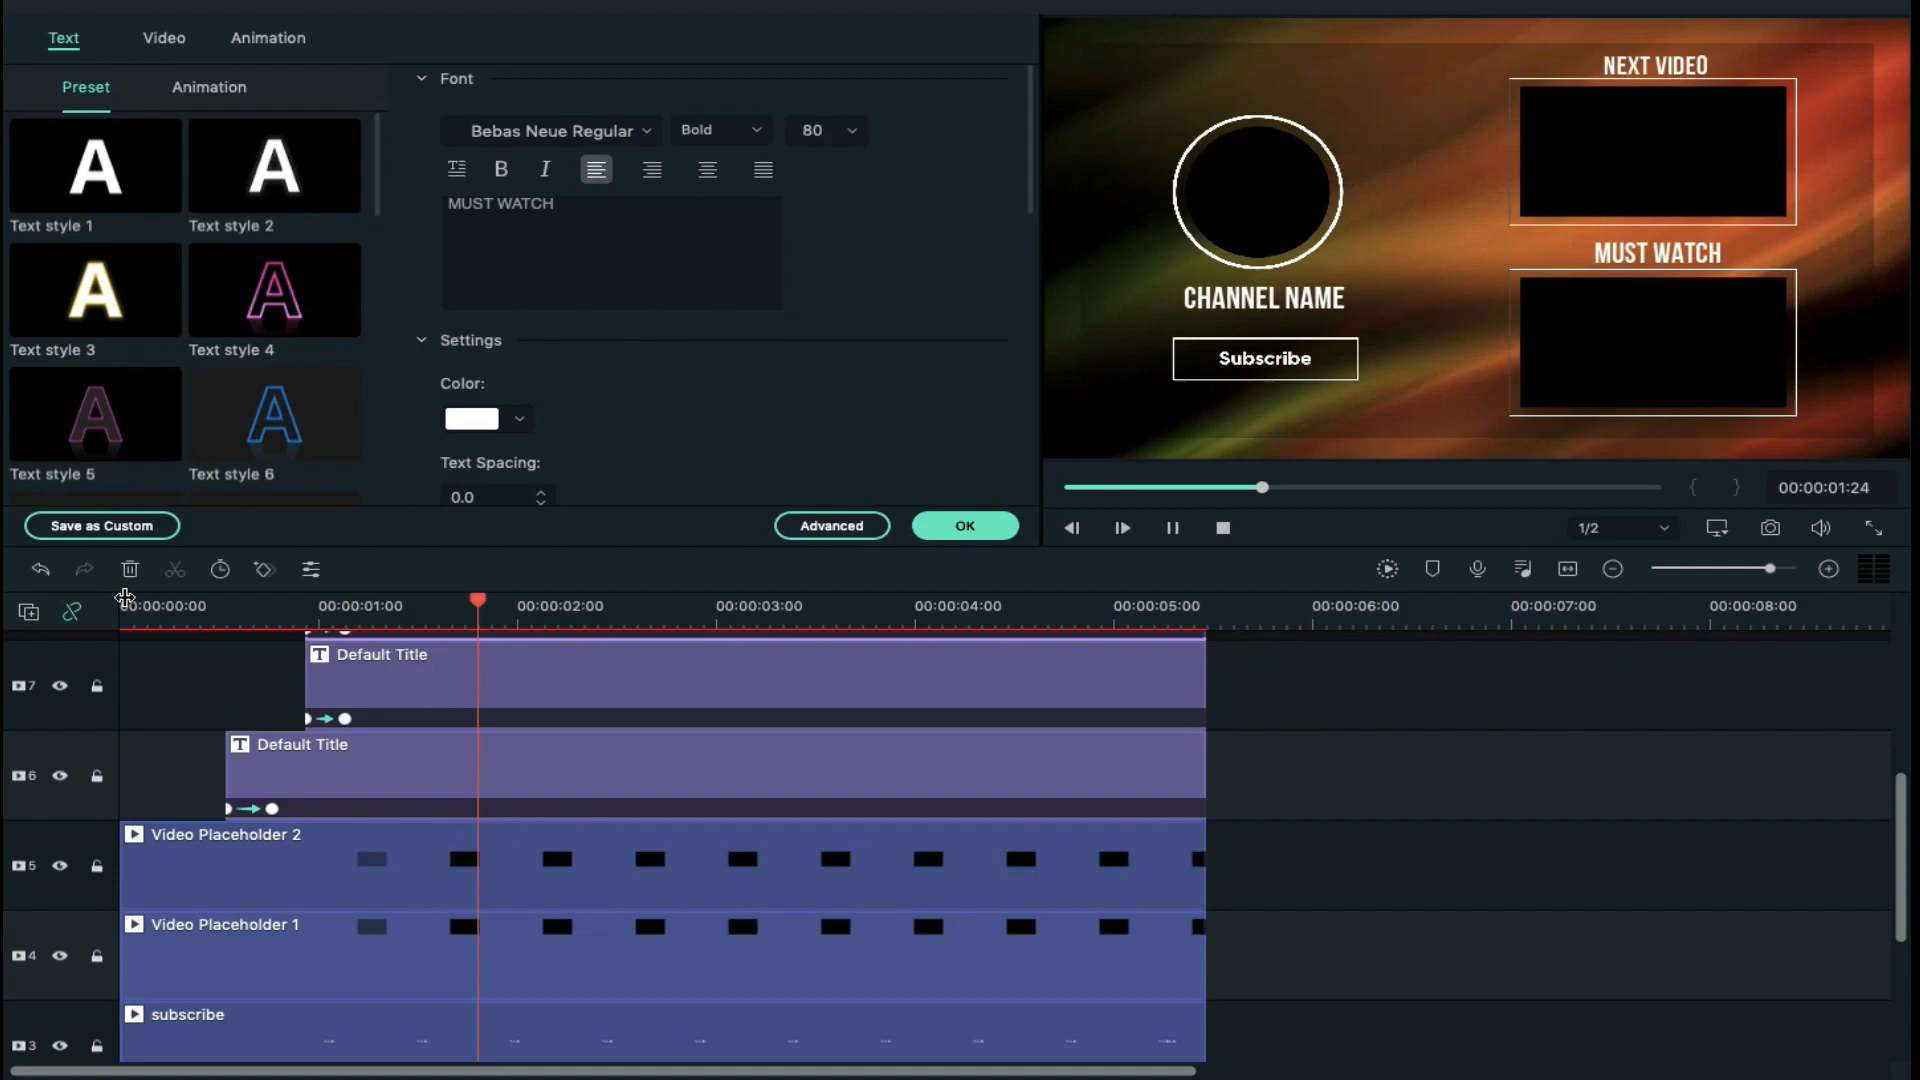 Text Video Animation
Preset Animation
A A
Text style 1 Text style 2
A A
Text style 3 Text style 4
A A
Text style 5 Text style 6
Save as Custom
Font
Bebas Neue Regular Bold 80
B I
MUST WATCH
Settings
Color:
Text Spacing:
0.0
Advanced OK
NEXT VIDEO
MUST WATCH
CHANNEL NAME
Subscribe
{ } 00:00:01:24
1/2
00:00:00:00 00:00:01:00 00:00:02:00 00:00:03:00 00:00:04:00 00:00:05:00 00:00:06:00 00:00:07:00 00:00:08:00
7 T Default Title
6 T Default Title
5 Video Placeholder 2
4 Video Placeholder 1
3 subscribe